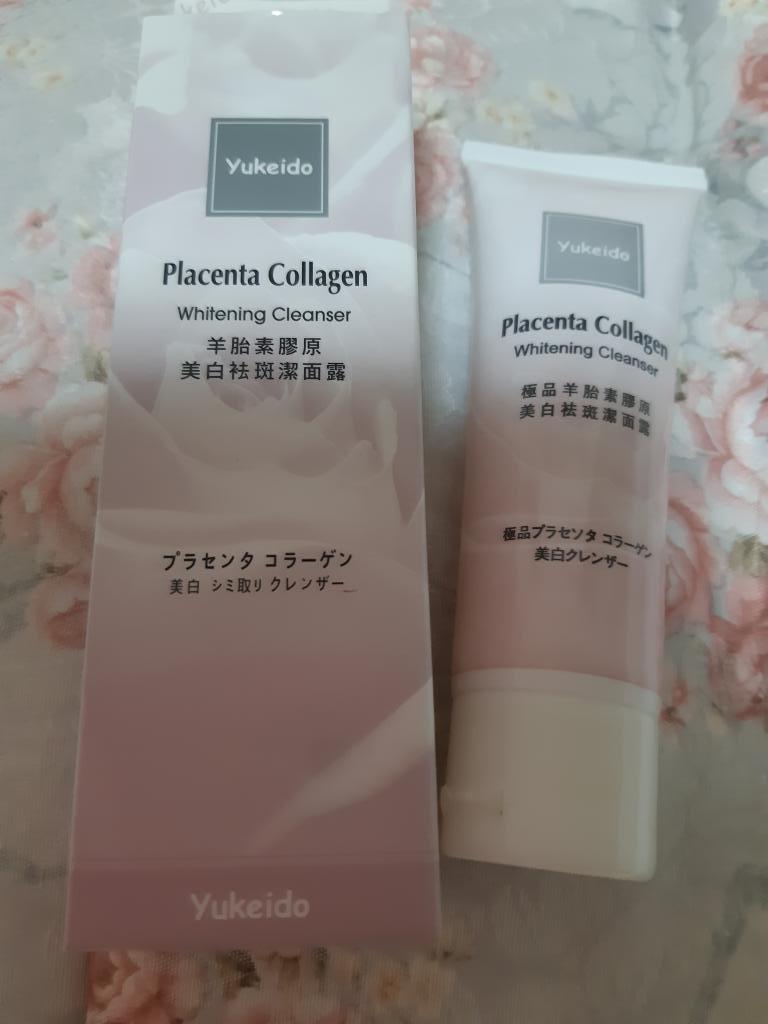 Yukeido
Placenta Collagen
Whitening Cleanser
羊胎素膠原
美白袪斑潔面露
プラセンタ コラーゲン
美白 シミ取り クレンザー
Yukeido
Yukeido
Placenta Collagen
Whitening Cleanser
極品羊胎素膠原
美白袪斑潔面露
極品プラセンタ コラーゲン
美白クレンザー